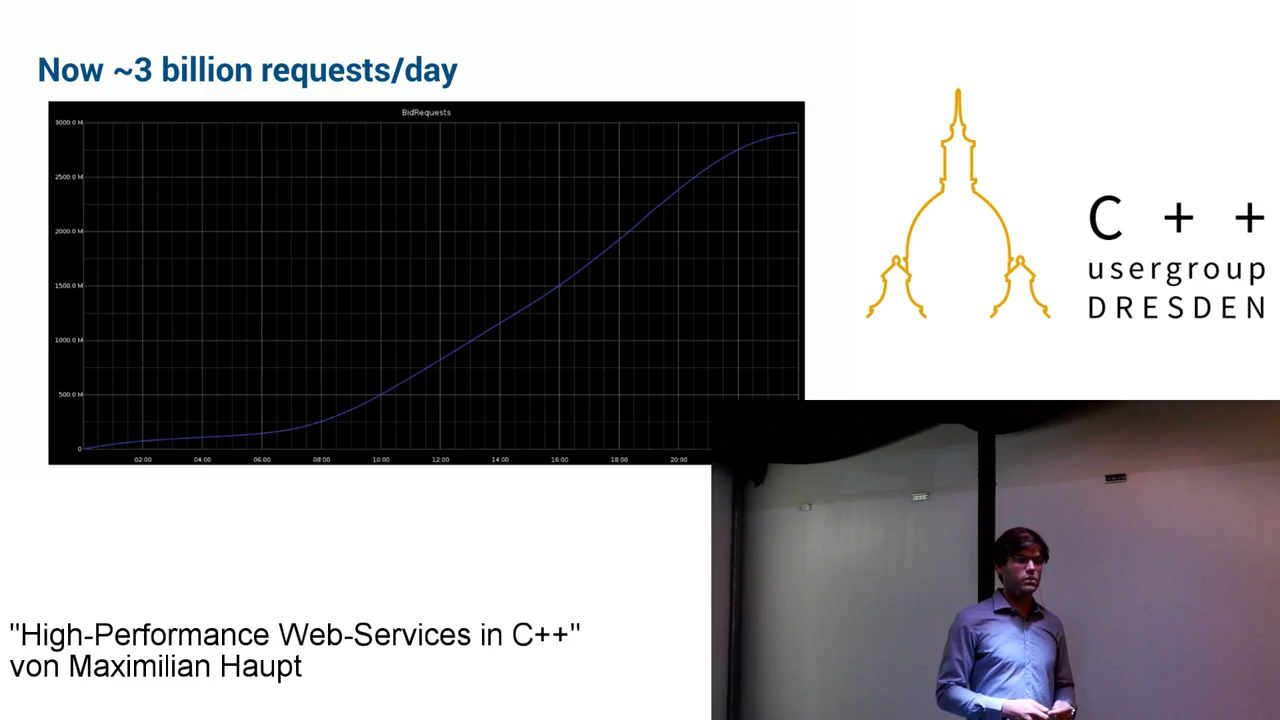 Now ~3 billion requests/day
BidRequests
3000.0 M
2500.0 M
2000.0 M
1500.0 M
1000.0 M
500.0 M
0
02:00 04:00 06:00 08:00 10:00 12:00 14:00 16:00 18:00 20:00
C + +
usergroup
DRESDEN
"High-Performance Web-Services in C++"
von Maximilian Haupt